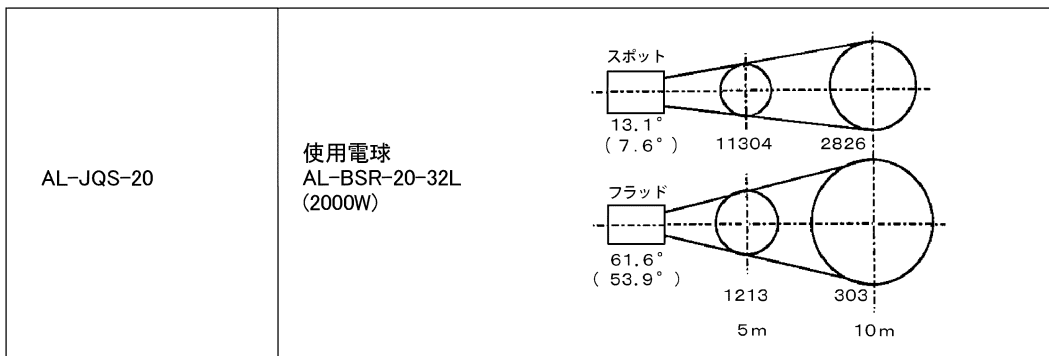 AL-JQS-20
使用電球
AL-BSR-20-32L
(2000W)
スポット
13.1°
( 7.6° )
11304
2826
フラッド
61.6°
( 53.9° )
1213
303
5m
10m